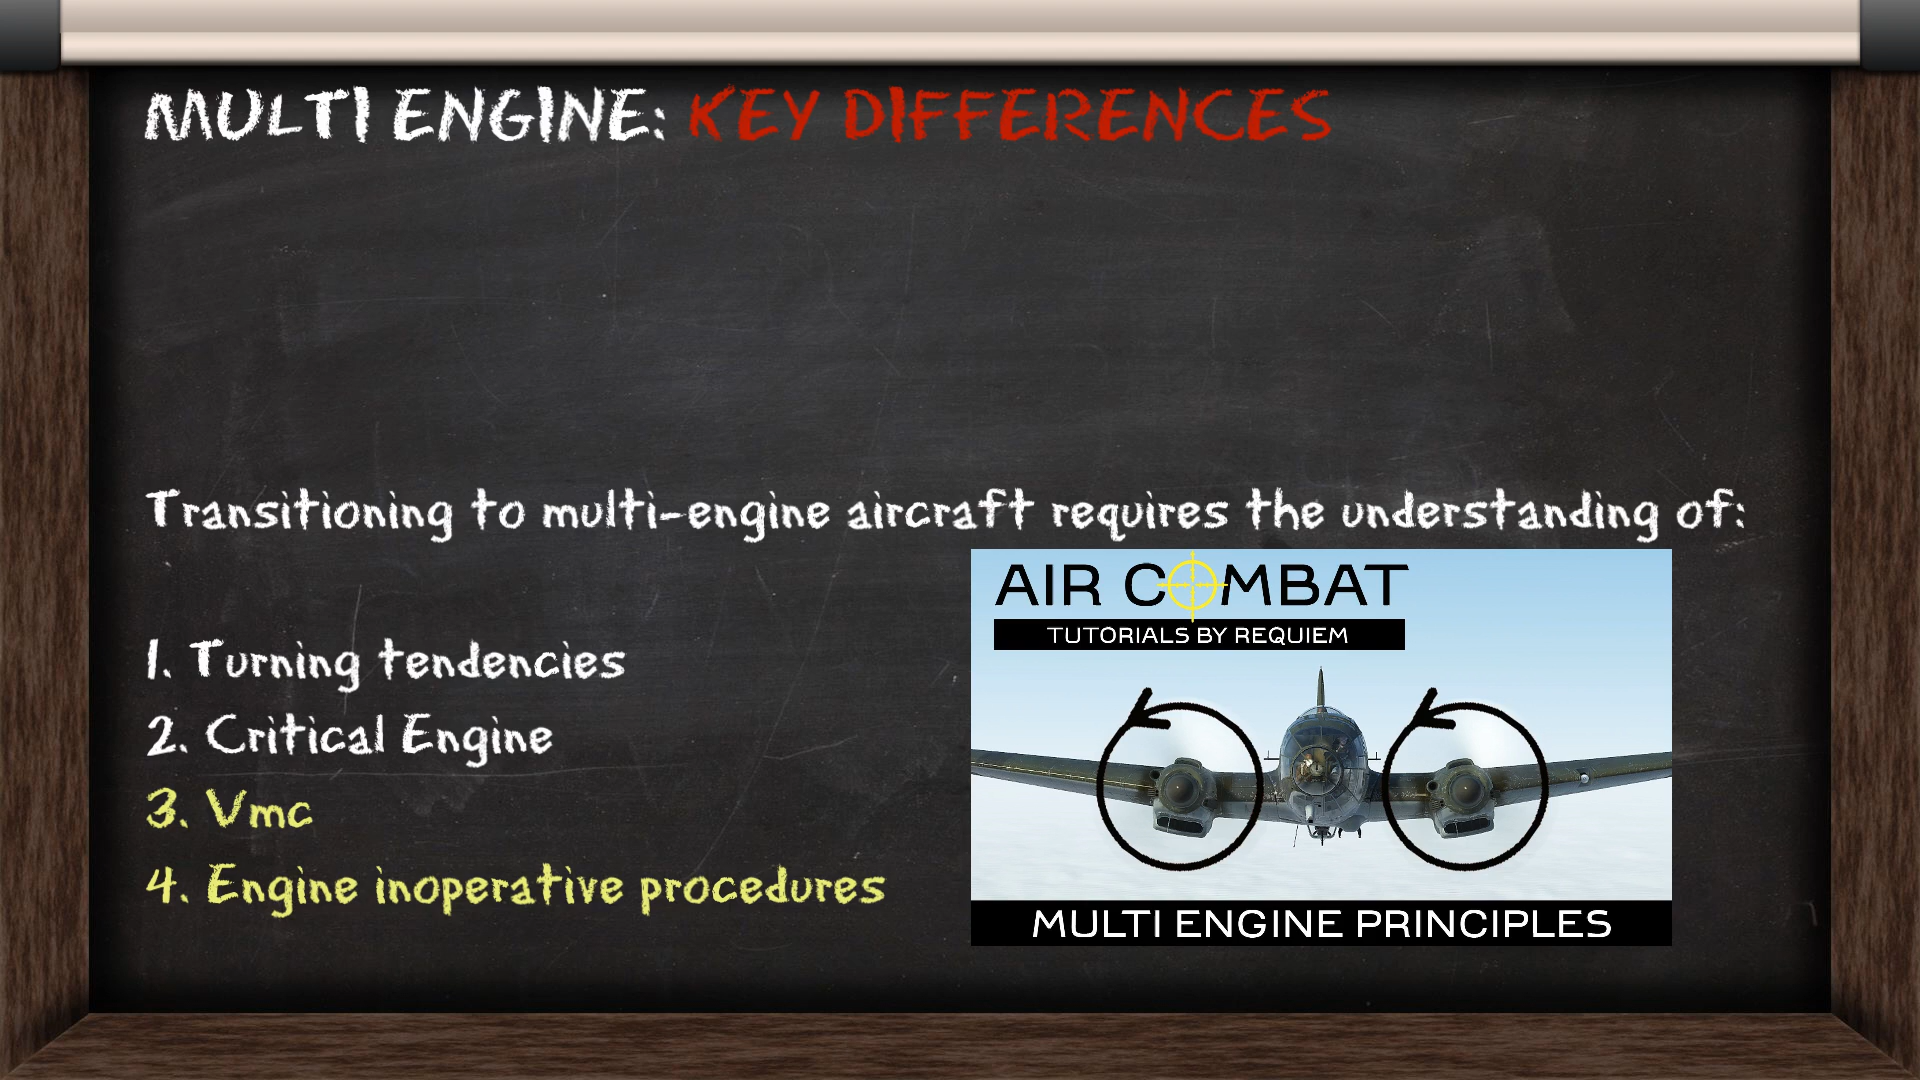 MULTI ENGINE: KEY DIFFERENCES
Transitioning to multi-engine aircraft requires the understanding of:
1. Turning tendencies
2. Critical Engine
3. Vmc
4. Engine inoperative procedures
AIR COMBAT
TUTORIALS BY REQUIEM
MULTI ENGINE PRINCIPLES